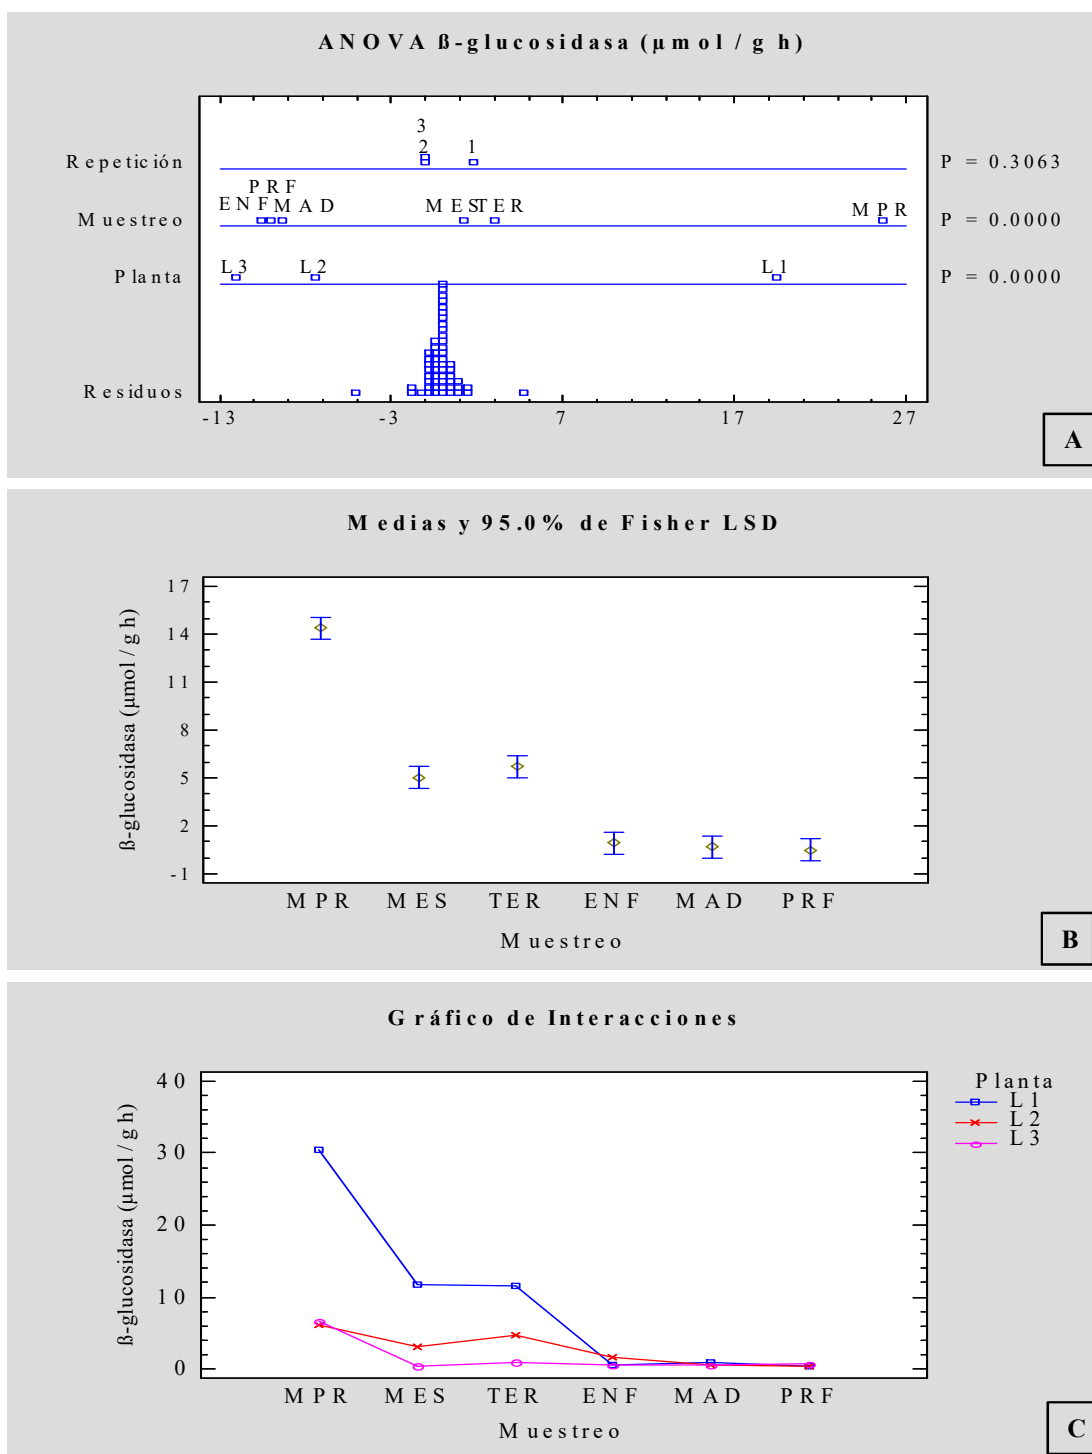 ANOVA ß-glucosidasa (µmol / g h)
3
2 1
Repetición P = 0.3063
PRF
ENF MAD MES TER MPR
Muestreo P = 0.0000
L3 L2 L1
Planta P = 0.0000
Residuos
-13 -3 7 17 27
A
Medias y 95.0% de Fisher LSD
ß-glucosidasa (µmol / g h)
17
14
11
8
5
2
-1
MPR MES TER ENF MAD PRF
Muestreo
B
Gráfico de Interacciones
ß-glucosidasa (µmol / g h)
40
30
20
10
0
Planta
L1
L2
L3
MPR MES TER ENF MAD PRF
Muestreo
C